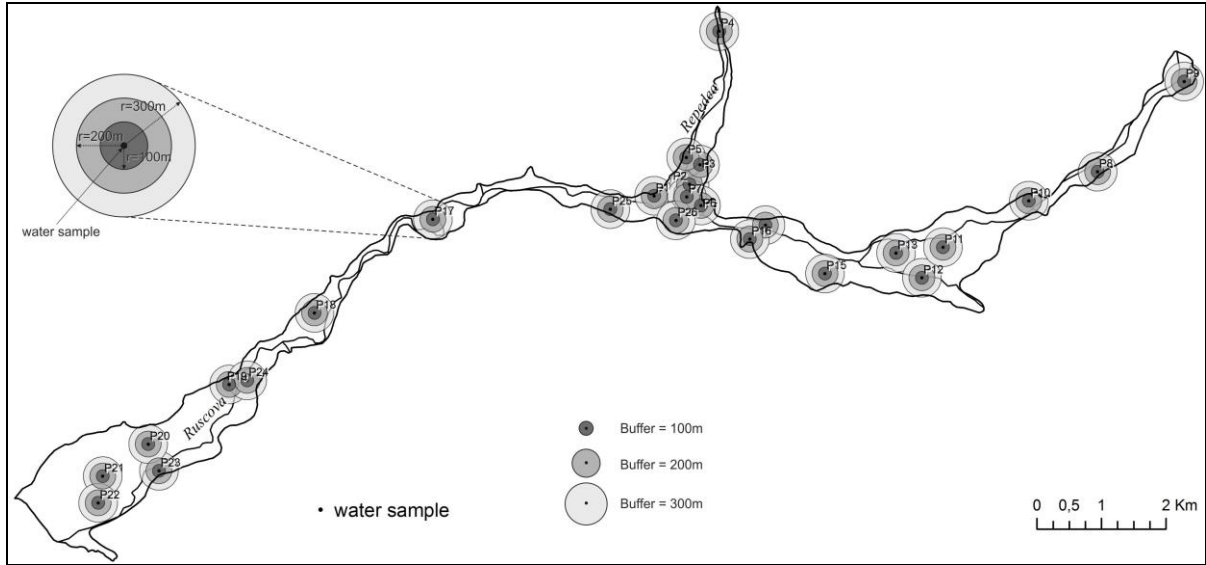 P4
P9
r=300m
Repedea
r=200m
r=100m
P5
P3
P8
P2
P1
P7
P10
P6
P26
P17
P25
water sample
P16
P13
P11
P15
P12
P18
P19
P24
Ruscova
P20
Buffer = 100m
P21
P23
Buffer = 200m
P22
Buffer = 300m
• water sample
0 0,5 1 2 Km